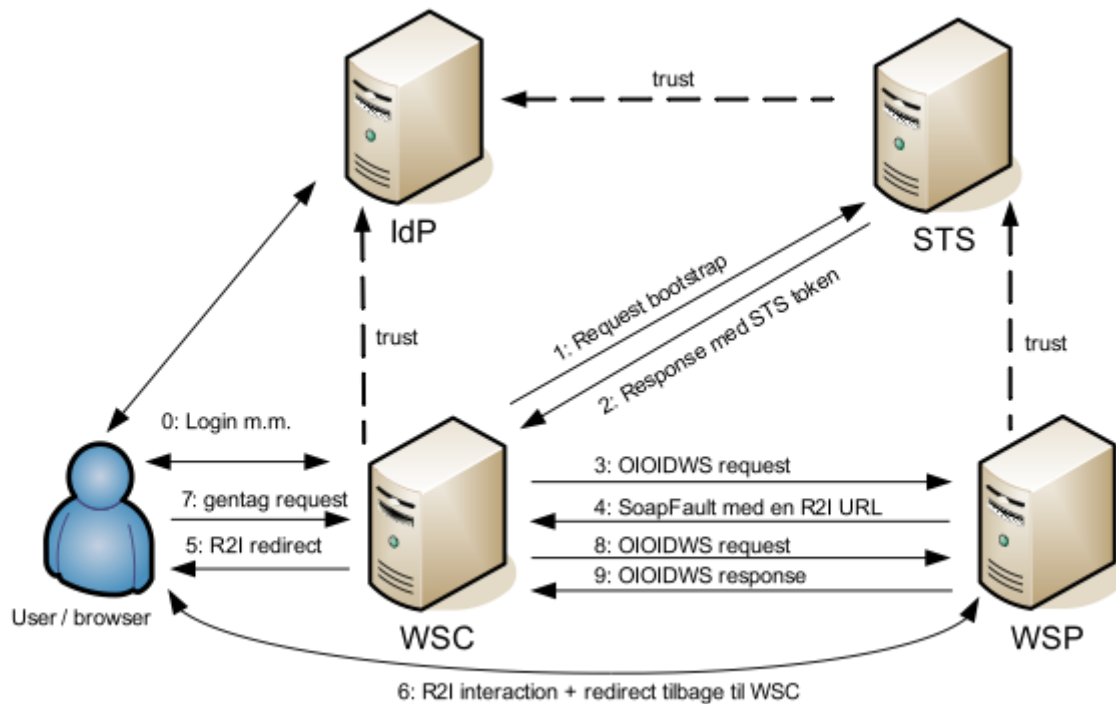 trust
IdP
STS
1: Request bootstrap
2: Response med STS token
trust
trust
0: Login m.m.
3: OIOIDWS request
7: gentag request
4: SoapFault med en R2I URL
5: R2I redirect
8: OIOIDWS request
9: OIOIDWS response
User / browser
WSC
WSP
6: R2I interaction + redirect tilbage til WSC